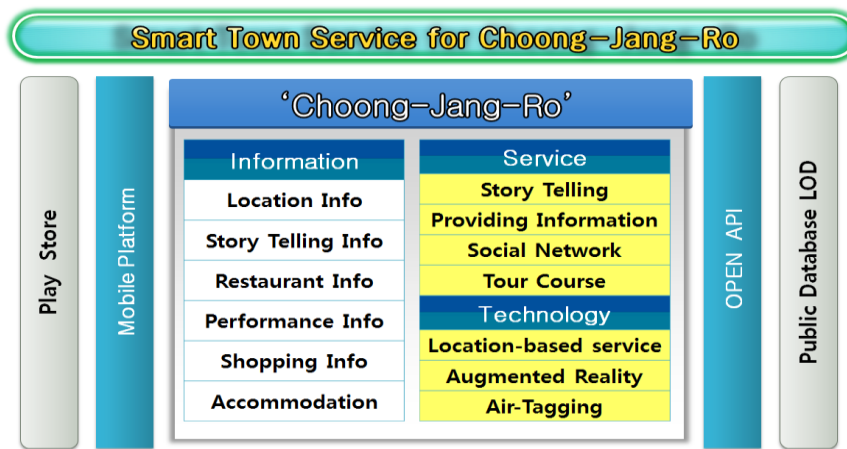 Smart Town Service for Choong-Jang-Ro
Play Store
Mobile Platform
‘Choong-Jang-Ro’
Information
Location Info
Story Telling Info
Restaurant Info
Performance Info
Shopping Info
Accommodation
Service
Story Telling
Providing Information
Social Network
Tour Course
Technology
Location-based service
Augmented Reality
Air-Tagging
OPEN API
Public Database LOD